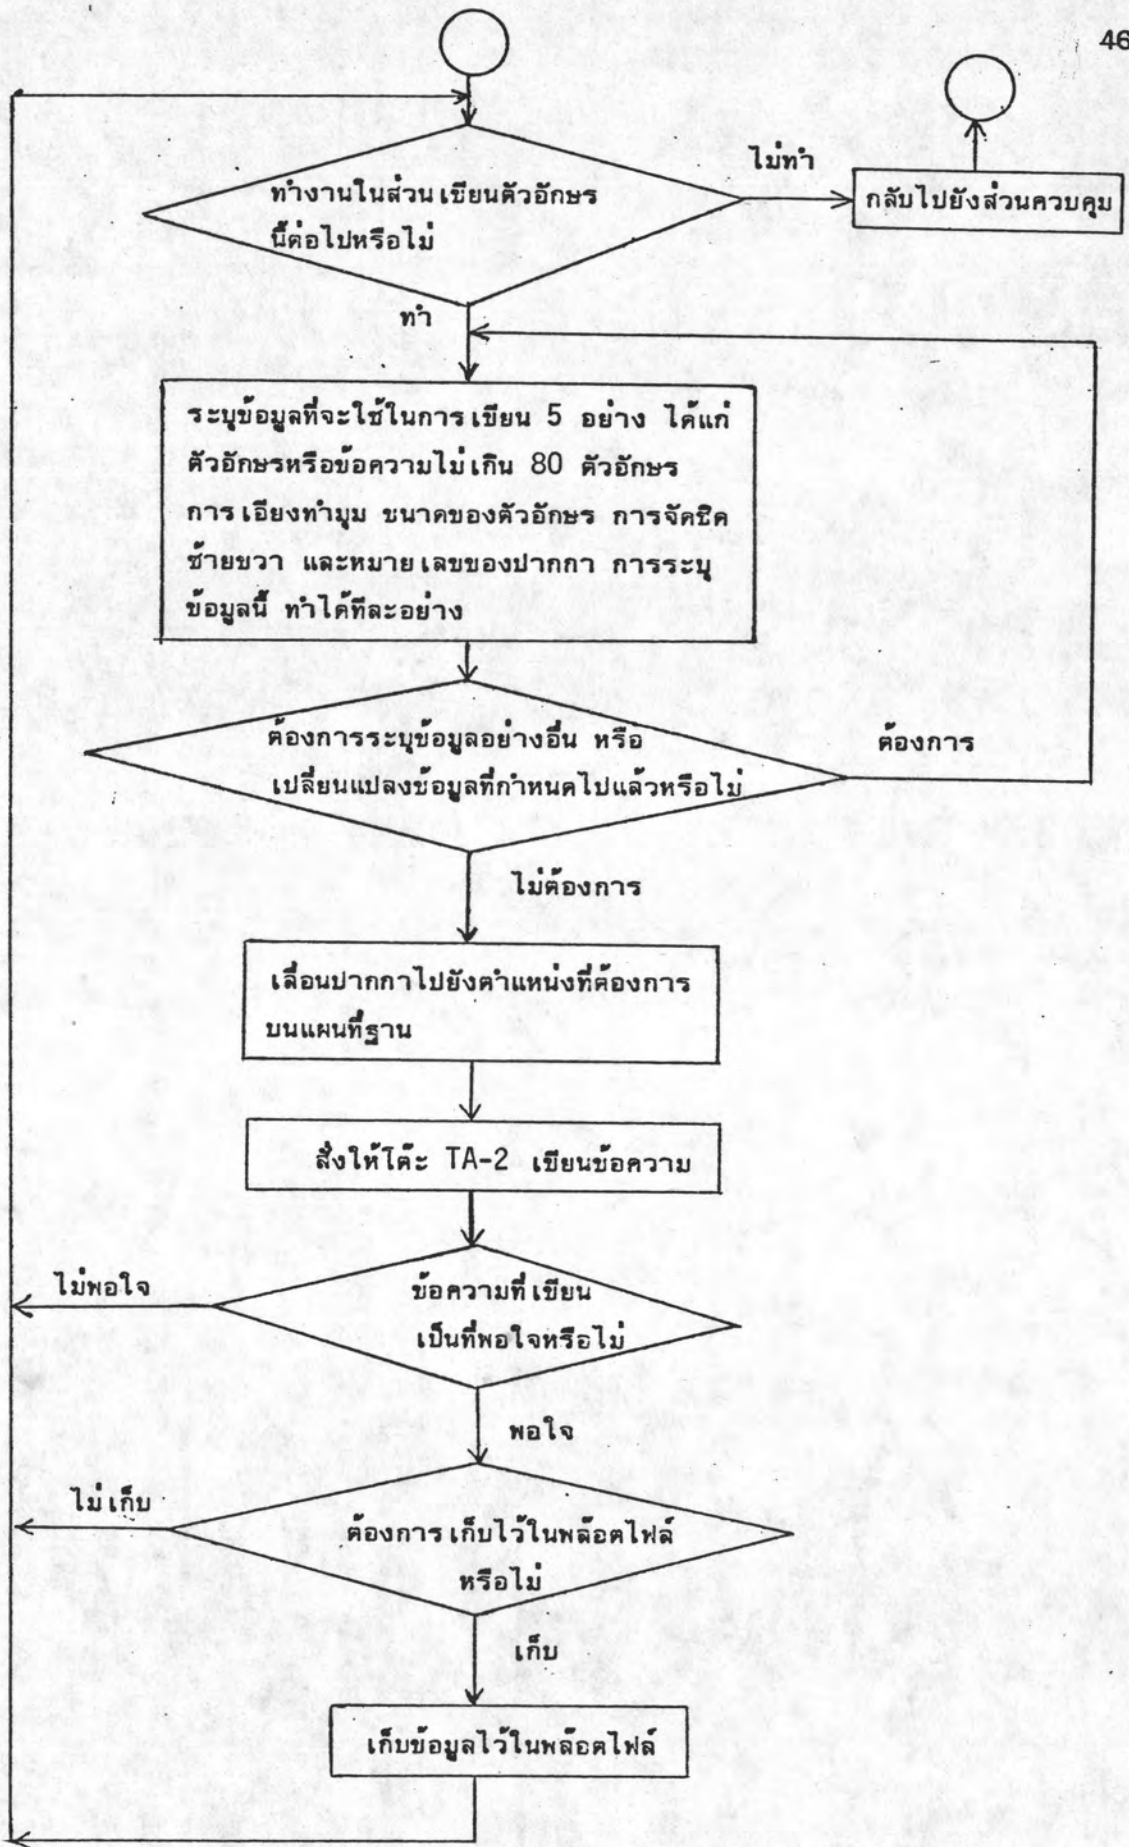 46
ไม่ทำ
ทำงานในส่วนเขียนตัวอักษร
นี้ต่อไปหรือไม่
กลับไปยังส่วนควบคุม
ทำ
ระบุข้อมูลที่จะใช้ในการเขียน 5 อย่าง ได้แก่
ตัวอักษรหรือข้อความไม่เกิน 80 ตัวอักษร
การเอียงทำมุม ขนาดของตัวอักษร การจัดชิด
ซ้ายขวา และหมายเลขของปากกา การระบุ
ข้อมูลนี้ ทำได้ทีละอย่าง
ต้องการระบุข้อมูลอย่างอื่น หรือ
เปลี่ยนแปลงข้อมูลที่กำหนดไปแล้วหรือไม่
ต้องการ
ไม่ต้องการ
เลื่อนปากกาไปยังตำแหน่งที่ต้องการ
บนแผนที่ฐาน
สั่งให้โต๊ะ TA-2 เขียนข้อความ
ไม่พอใจ
ข้อความที่เขียน
เป็นที่พอใจหรือไม่
พอใจ
ไม่เก็บ
ต้องการเก็บไว้ในพล๊อตไฟล์
หรือไม่
เก็บ
เก็บข้อมูลไว้ในพล๊อตไฟล์